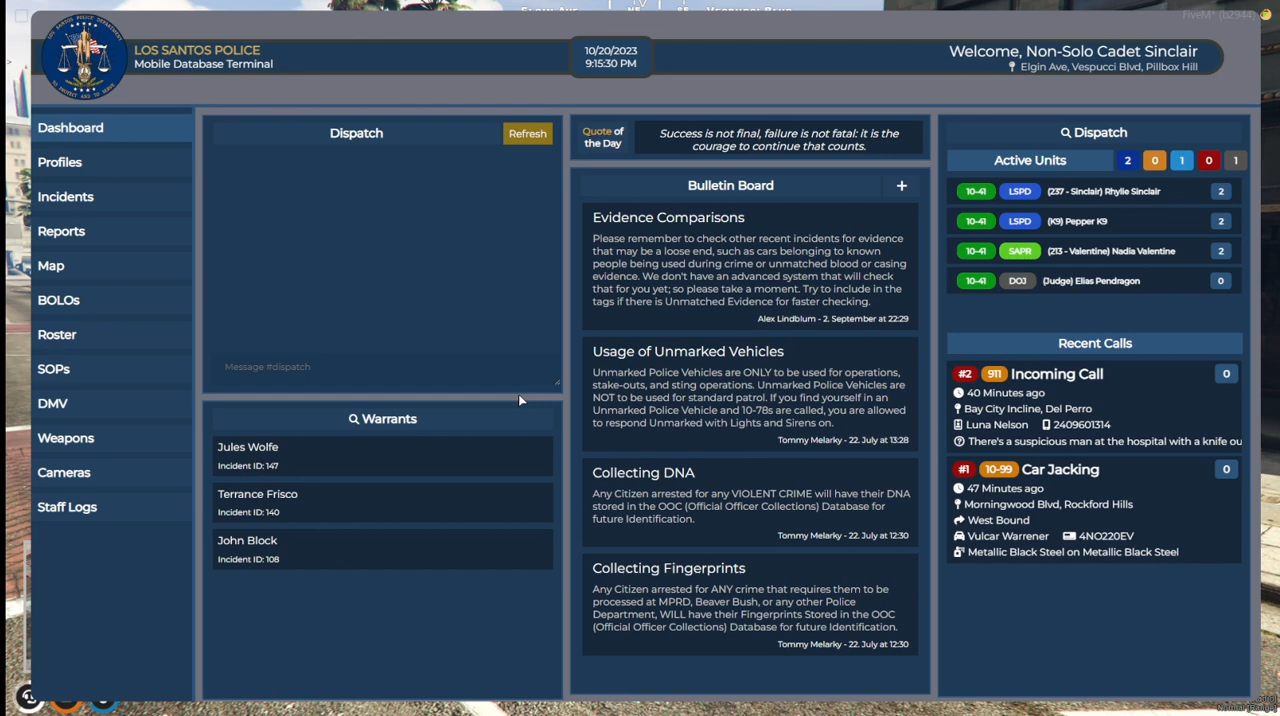 FiveM* (b2944)
LOS SANTOS POLICE
Mobile Database Terminal
10/20/2023
9:15:30 PM
Welcome, Non-Solo Cadet Sinclair
Elgin Ave, Vespucci Blvd, Pillbox Hill
Dashboard
Profiles
Incidents
Reports
Map
BOLOs
Roster
SOPs
DMV
Weapons
Cameras
Staff Logs
Dispatch
Refresh
Message #dispatch
Warrants
Jules Wolfe
Incident ID: 147
Terrance Frisco
Incident ID: 140
John Block
Incident ID: 108
Quote of
the Day
Success is not final, failure is not fatal: it is the
courage to continue that counts.
Bulletin Board +
Evidence Comparisons
Please remember to check other recent incidents for evidence
that may be a loose end, such as cars belonging to known
people being used during crime or unmatched blood or casing
evidence. We don't have an advanced system that will check
that for you yet; so please take a moment. Try to include in the
tags if there is Unmatched Evidence for faster checking.
Alex Lindblum - 2. September at 22:29
Usage of Unmarked Vehicles
Unmarked Police Vehicles are ONLY to be used for operations,
stake-outs, and sting operations. Unmarked Police Vehicles are
NOT to be used for standard patrol. If you find yourself in an
Unmarked Police Vehicle and 10-78s are called, you are allowed
to respond Unmarked with Lights and Sirens on.
Tommy Melarky - 22. July at 13:28
Collecting DNA
Any Citizen arrested for any VIOLENT CRIME will have their DNA
stored in the OOC (Official Officer Collections) Database for
future Identification.
Tommy Melarky - 22. July at 12:30
Collecting Fingerprints
Any Citizen arrested for ANY crime that requires them to be
processed at MPRD, Beaver Bush, or any other Police
Department, WILL have their Fingerprints Stored in the OOC
(Official Officer Collections) Database for future Identification.
Tommy Melarky - 22. July at 12:30
Dispatch
Active Units 2 0 1 0 1
10-41 LSPD (237 - Sinclair) Rhylie Sinclair 2
10-41 LSPD (K9) Pepper K9 2
10-41 SAPR (213 - Valentine) Nadia Valentine 2
10-41 DOJ (Judge) Elias Pendragon 0
Recent Calls
#2 911 Incoming Call 0
40 Minutes ago
Bay City Incline, Del Perro
Luna Nelson 2409601314
There's a suspicious man at the hospital with a knife ou
#1 10-99 Car Jacking 0
47 Minutes ago
Morningwood Blvd, Rockford Hills
West Bound
Vulcar Warrener 4NO220EV
Metallic Black Steel on Metallic Black Steel